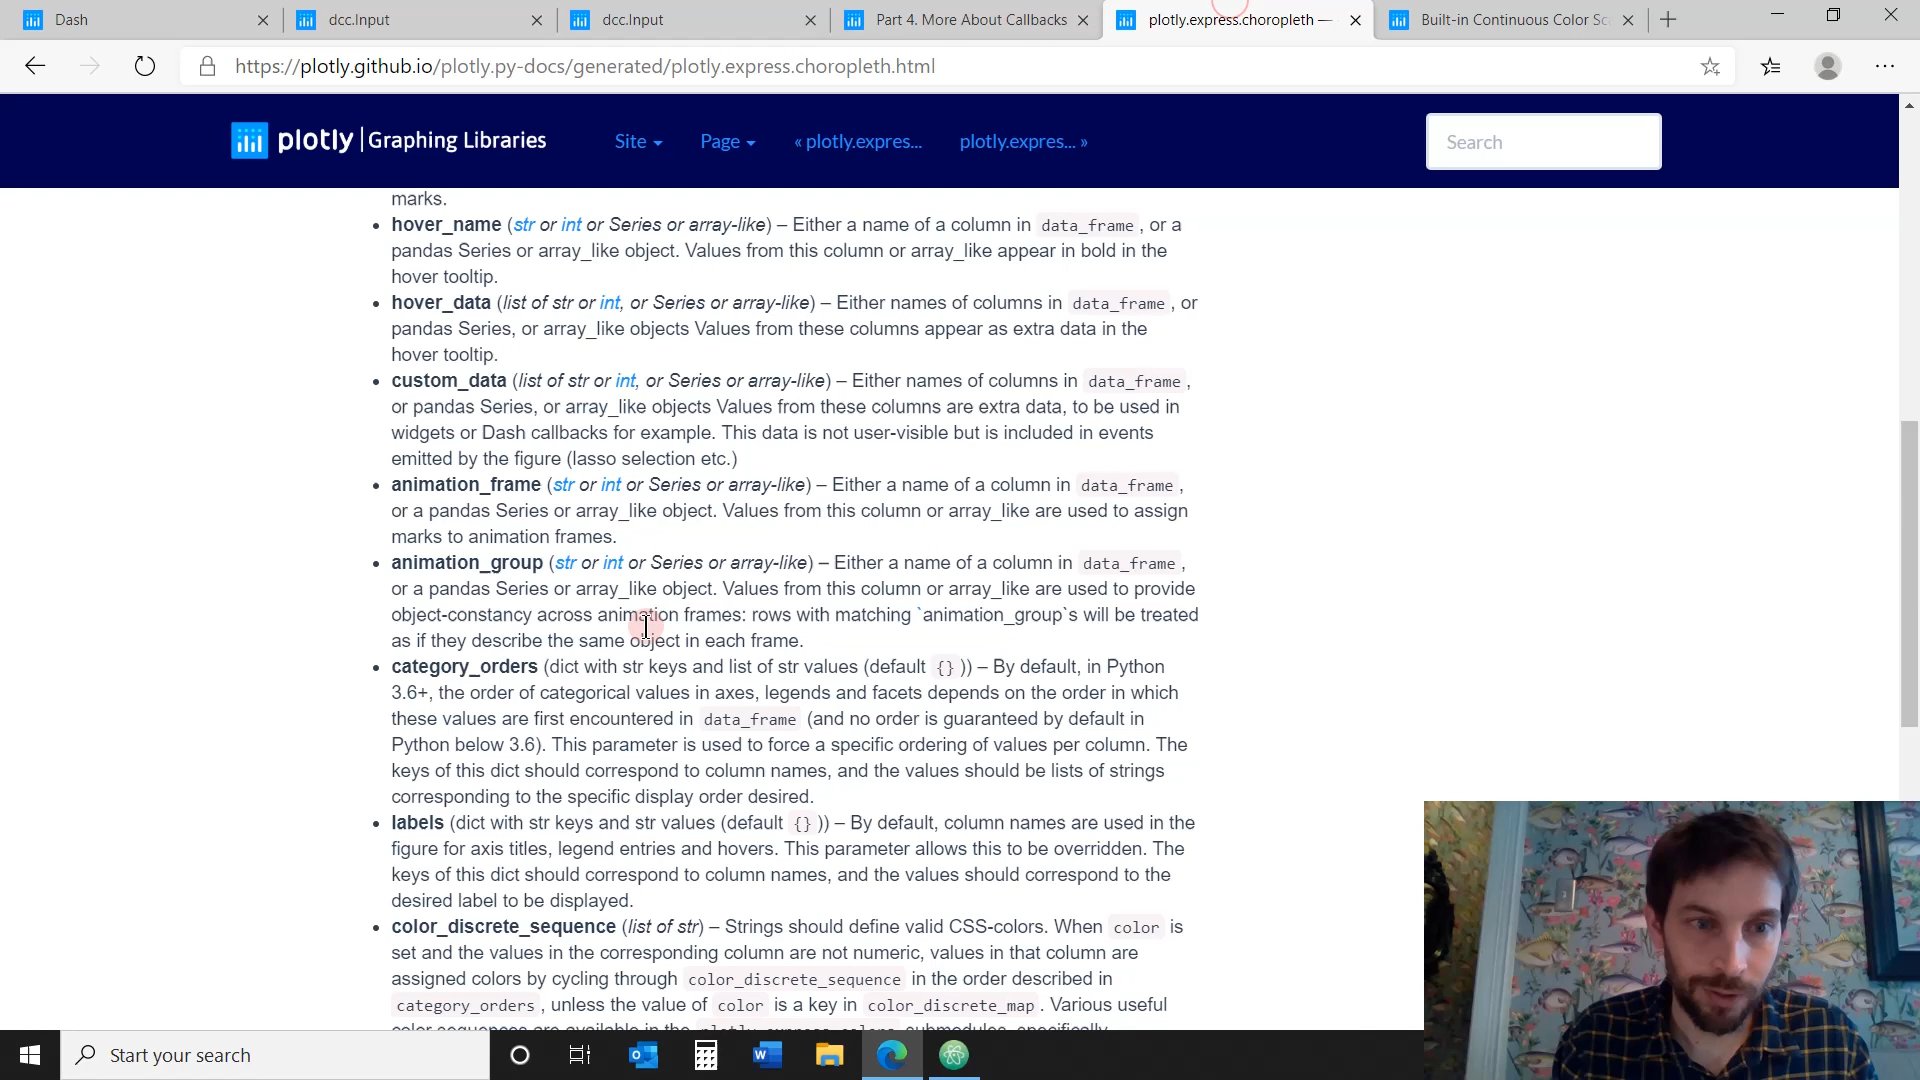 Dash
dcc.Input
dcc.Input
Part 4. More About Callbacks
plotly.express.choropleth —
Built-in Continuous Color Sc
https://plotly.github.io/plotly.py-docs/generated/plotly.express.choropleth.html
plotly | Graphing Libraries
Site
Page
« plotly.expres...
plotly.expres... »
Search
marks.
hover_name (str or int or Series or array-like) – Either a name of a column in data_frame , or a
pandas Series or array_like object. Values from this column or array_like appear in bold in the
hover tooltip.
hover_data (list of str or int, or Series or array-like) – Either names of columns in data_frame , or
pandas Series, or array_like objects Values from these columns appear as extra data in the
hover tooltip.
custom_data (list of str or int, or Series or array-like) – Either names of columns in data_frame ,
or pandas Series, or array_like objects Values from these columns are extra data, to be used in
widgets or Dash callbacks for example. This data is not user-visible but is included in events
emitted by the figure (lasso selection etc.)
animation_frame (str or int or Series or array-like) – Either a name of a column in data_frame ,
or a pandas Series or array_like object. Values from this column or array_like are used to assign
marks to animation frames.
animation_group (str or int or Series or array-like) – Either a name of a column in data_frame ,
or a pandas Series or array_like object. Values from this column or array_like are used to provide
object-constancy across animation frames: rows with matching `animation_group`s will be treated
as if they describe the same object in each frame.
category_orders (dict with str keys and list of str values (default {} )) – By default, in Python
3.6+, the order of categorical values in axes, legends and facets depends on the order in which
these values are first encountered in data_frame (and no order is guaranteed by default in
Python below 3.6). This parameter is used to force a specific ordering of values per column. The
keys of this dict should correspond to column names, and the values should be lists of strings
corresponding to the specific display order desired.
labels (dict with str keys and str values (default {} )) – By default, column names are used in the
figure for axis titles, legend entries and hovers. This parameter allows this to be overridden. The
keys of this dict should correspond to column names, and the values should correspond to the
desired label to be displayed.
color_discrete_sequence (list of str) – Strings should define valid CSS-colors. When color is
set and the values in the corresponding column are not numeric, values in that column are
assigned colors by cycling through color_discrete_sequence in the order described in
category_orders , unless the value of color is a key in color_discrete_map . Various useful
color sequences are available in the plotly.express.colors submodules, specifically
Start your search